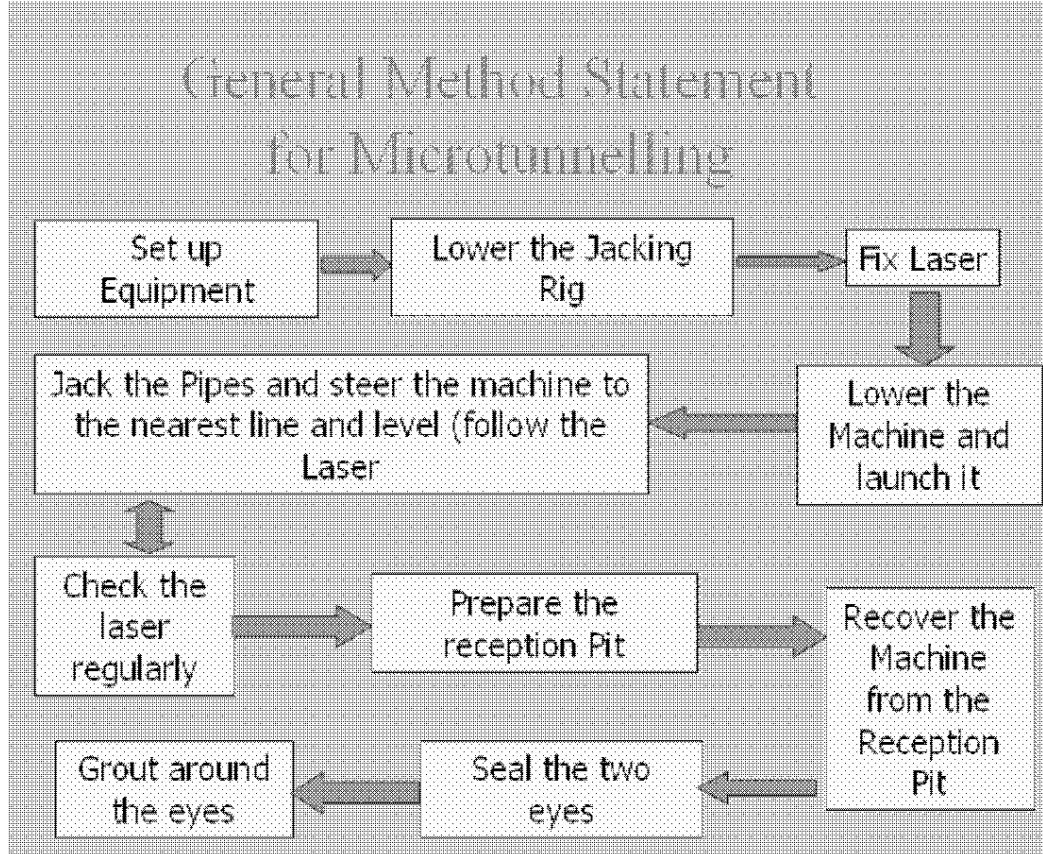 General Method Statement
for Microtunnelling
Set up
Equipment
Lower the Jacking
Rig
Fix Laser
Lower the
Machine and
launch it
Jack the Pipes and steer the machine to
the nearest line and level (follow the
Laser
Check the
laser
regularly
Prepare the
reception Pit
Recover the
Machine
from the
Reception
Pit
Seal the two
eyes
Grout around
the eyes